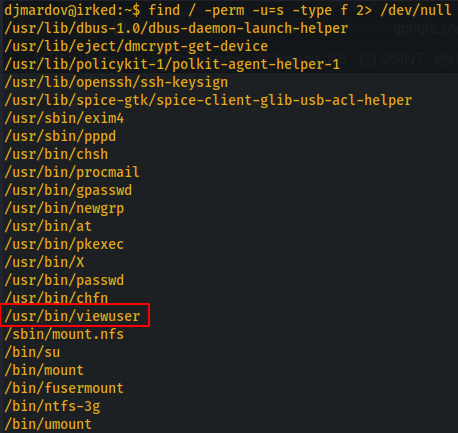 djmardov@irked:~$ find / -perm -u=s -type f 2> /dev/null
/usr/lib/dbus-1.0/dbus-daemon-launch-helper
/usr/lib/eject/dmcrypt-get-device
/usr/lib/policykit-1/polkit-agent-helper-1
/usr/lib/openssh/ssh-keysign
/usr/lib/spice-gtk/spice-client-glib-usb-acl-helper
/usr/sbin/exim4
/usr/sbin/pppd
/usr/bin/chsh
/usr/bin/procmail
/usr/bin/gpasswd
/usr/bin/newgrp
/usr/bin/at
/usr/bin/pkexec
/usr/bin/X
/usr/bin/passwd
/usr/bin/chfn
/usr/bin/viewuser
/sbin/mount.nfs
/bin/su
/bin/mount
/bin/fusermount
/bin/ntfs-3g
/bin/umount